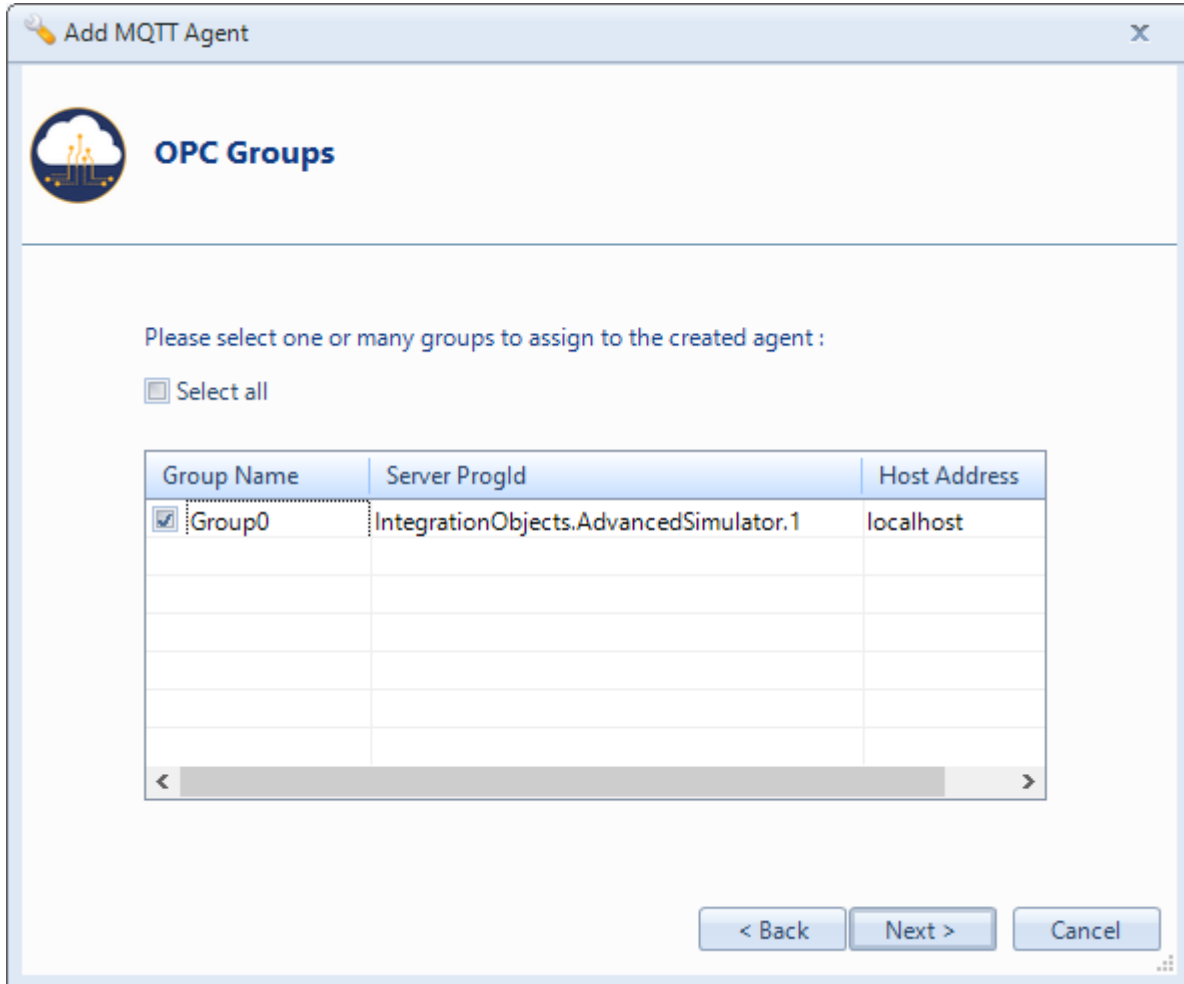 Add MQTT Agent
OPC Groups
Please select one or many groups to assign to the created agent :
Select all
Group Name Server ProgId Host Address
Group0 IntegrationObjects.AdvancedSimulator.1 localhost
< Back Next > Cancel